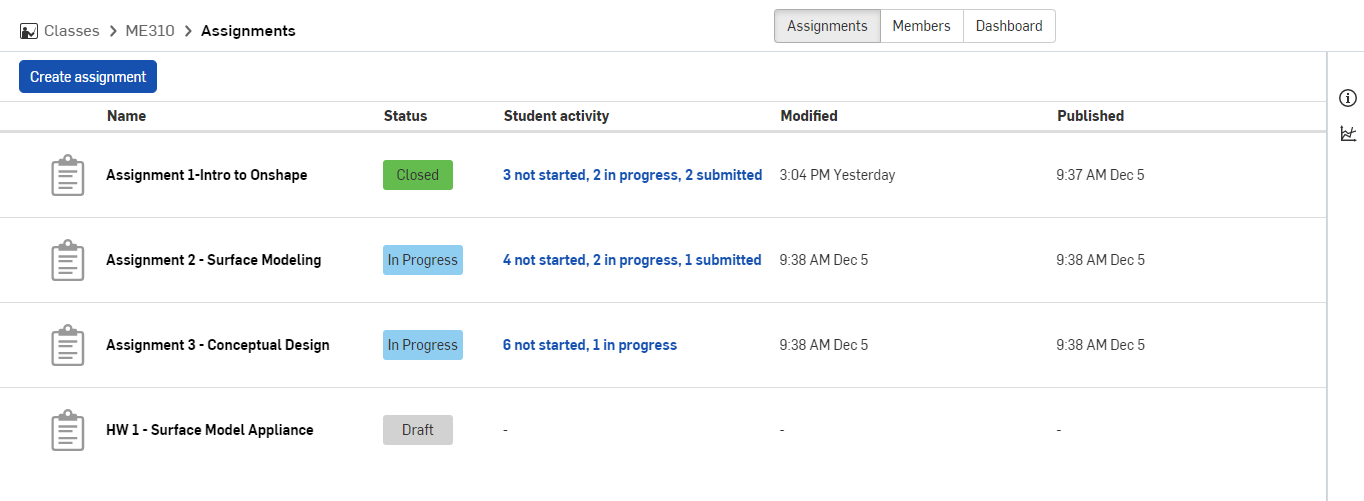 Classes > ME310 > Assignments
Assignments Members Dashboard
Create assignment
Name Status Student activity Modified Published
Assignment 1-Intro to Onshape Closed 3 not started, 2 in progress, 2 submitted 3:04 PM Yesterday 9:37 AM Dec 5
Assignment 2 - Surface Modeling In Progress 4 not started, 2 in progress, 1 submitted 9:38 AM Dec 5 9:38 AM Dec 5
Assignment 3 - Conceptual Design In Progress 6 not started, 1 in progress 9:38 AM Dec 5 9:38 AM Dec 5
HW 1 - Surface Model Appliance Draft - - -